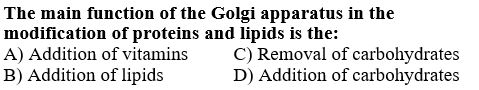 The main function of the Golgi apparatus in the
modification of proteins and lipids is the:
A) Addition of vitamins C) Removal of carbohydrates
B) Addition of lipids D) Addition of carbohydrates